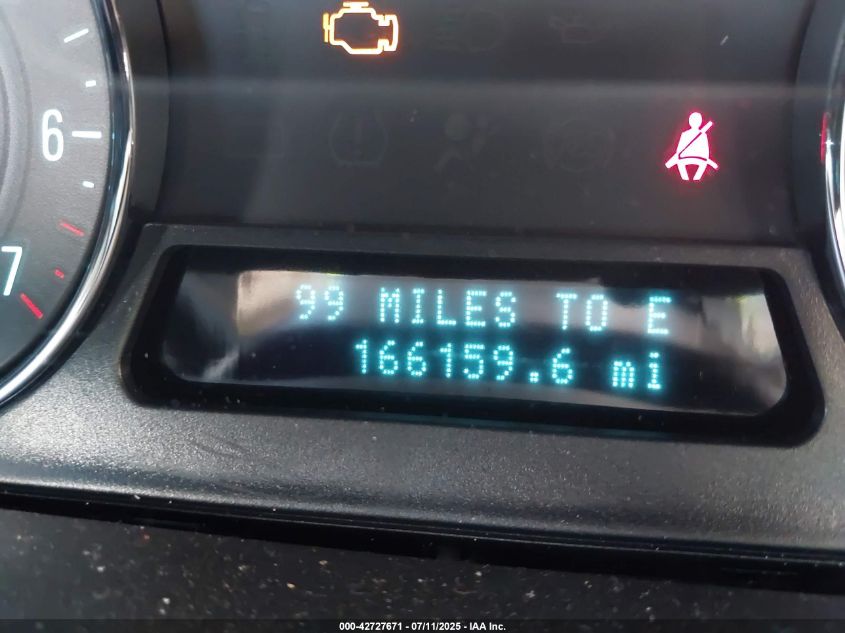 6
7
99 MILES TO E
166159.6 mi
000-42727671 - 07/11/2025 - IAA Inc.